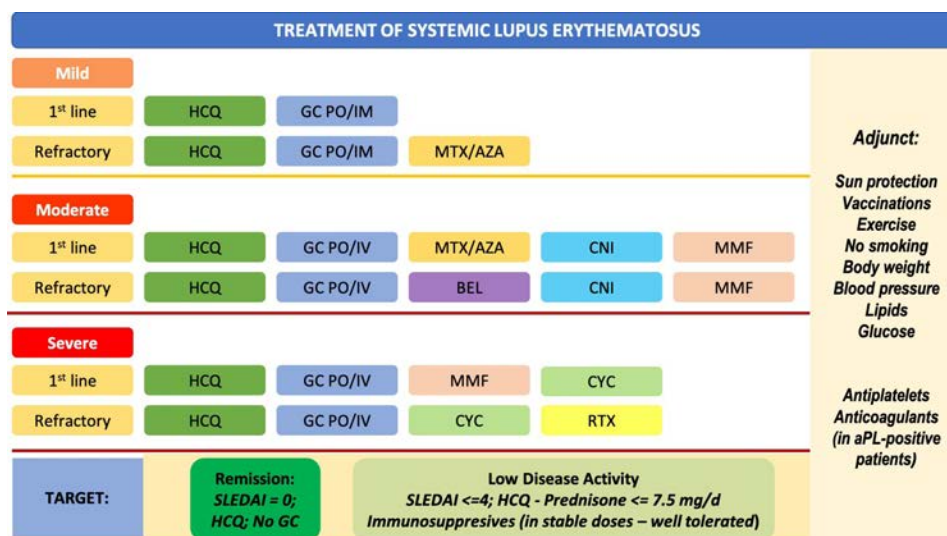 TREATMENT OF SYSTEMIC LUPUS ERYTHEMATOSUS
Mild
1st line HCQ GC PO/IM
Refractory HCQ GC PO/IM MTX/AZA
Moderate
1st line HCQ GC PO/IV MTX/AZA CNI MMF
Refractory HCQ GC PO/IV BEL CNI MMF
Severe
1st line HCQ GC PO/IV MMF CYC
Refractory HCQ GC PO/IV CYC RTX
Adjunct:
Sun protection
Vaccinations
Exercise
No smoking
Body weight
Blood pressure
Lipids
Glucose
Antiplatelets
Anticoagulants
(in aPL-positive
patients)
TARGET:
Remission:
SLEDAI = 0;
HCQ; No GC
Low Disease Activity
SLEDAI <=4; HCQ - Prednisone <= 7.5 mg/d
Immunosuppresives (in stable doses – well tolerated)